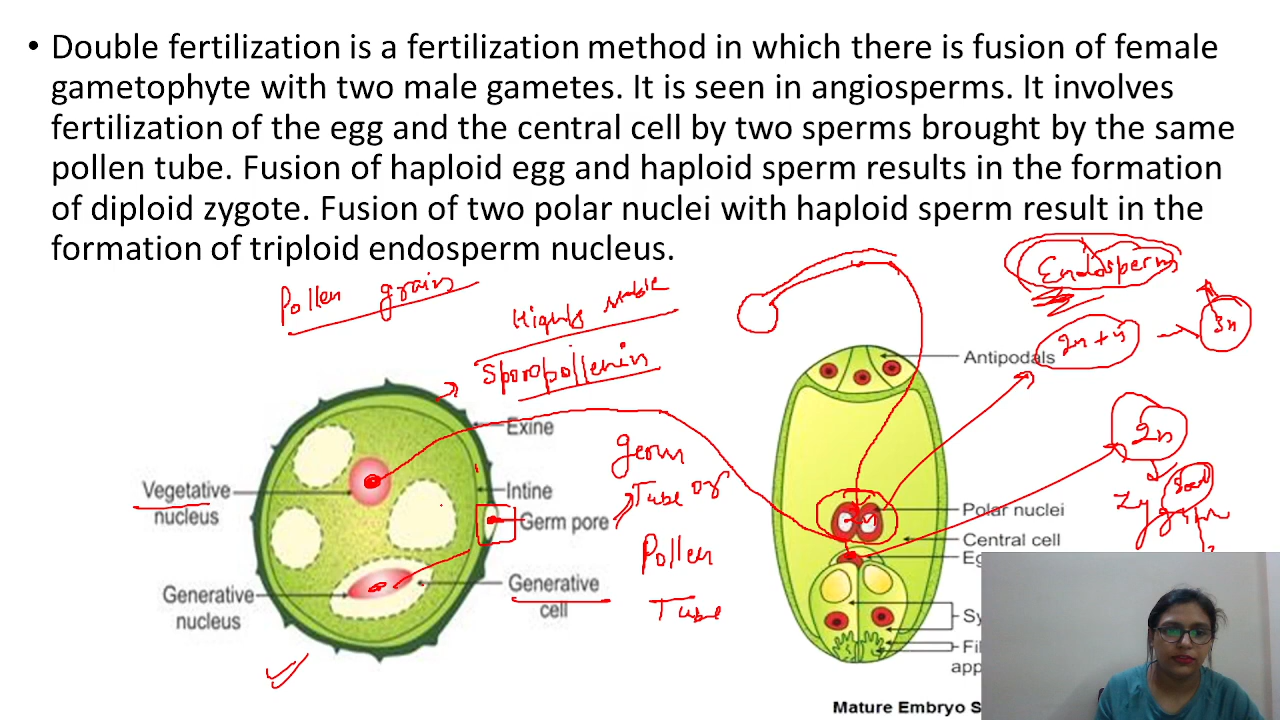 • Double fertilization is a fertilization method in which there is fusion of female
gametophyte with two male gametes. It is seen in angiosperms. It involves
fertilization of the egg and the central cell by two sperms brought by the same
pollen tube. Fusion of haploid egg and haploid sperm results in the formation
of diploid zygote. Fusion of two polar nuclei with haploid sperm result in the
formation of triploid endosperm nucleus.
Pollen grains
Highly stable
Sporopollenin
Endosperm
2n + n
3n
Antipodals
Exine
2n
Vegetative
nucleus
Intine
Germ pore
Germ
Tube or
Pollen
Tube
Polar nuclei
Central cell
Eg
Generative
nucleus
Generative
cell
2n
Sy
Fil
app
Mature Embryo S